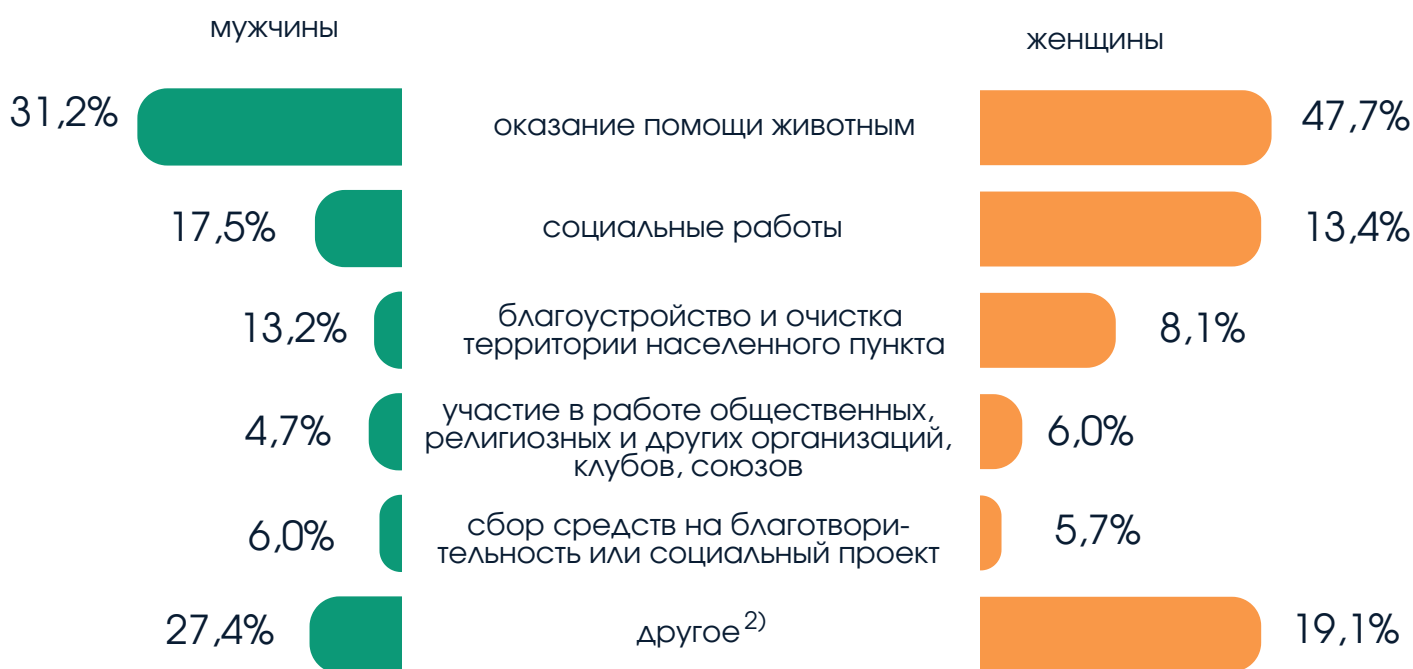 мужчины
женщины
31,2%
оказание помощи животным
47,7%
17,5%
социальные работы
13,4%
13,2%
благоустройство и очистка
территории населенного пункта
8,1%
4,7%
участие в работе общественных,
религиозных и других организаций,
клубов, союзов
6,0%
6,0%
сбор средств на благотвори-
тельность или социальный проект
5,7%
27,4%
другое 2)
19,1%